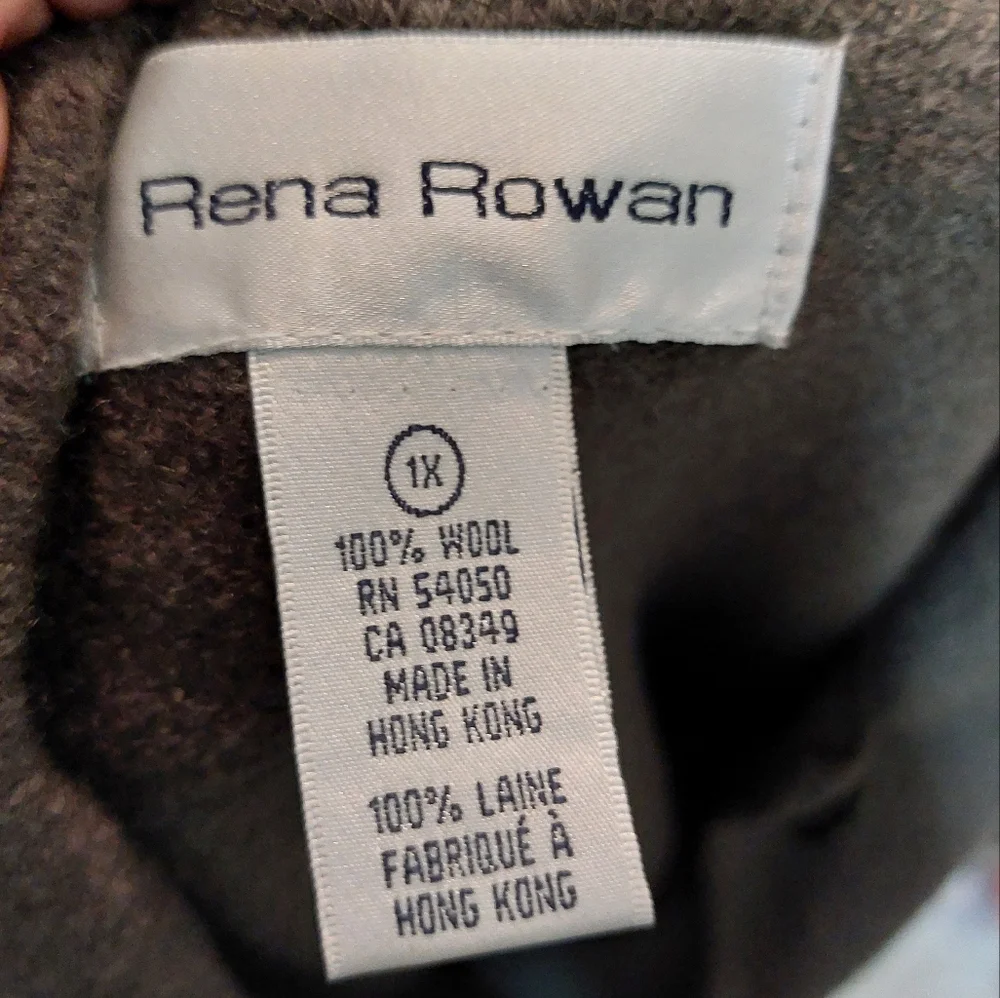 Rena Rowan
1X
100% WOOL
RN 54050
CA 08349
MADE IN
HONG KONG
100% LAINE
FABRIQUÉ À
HONG KONG